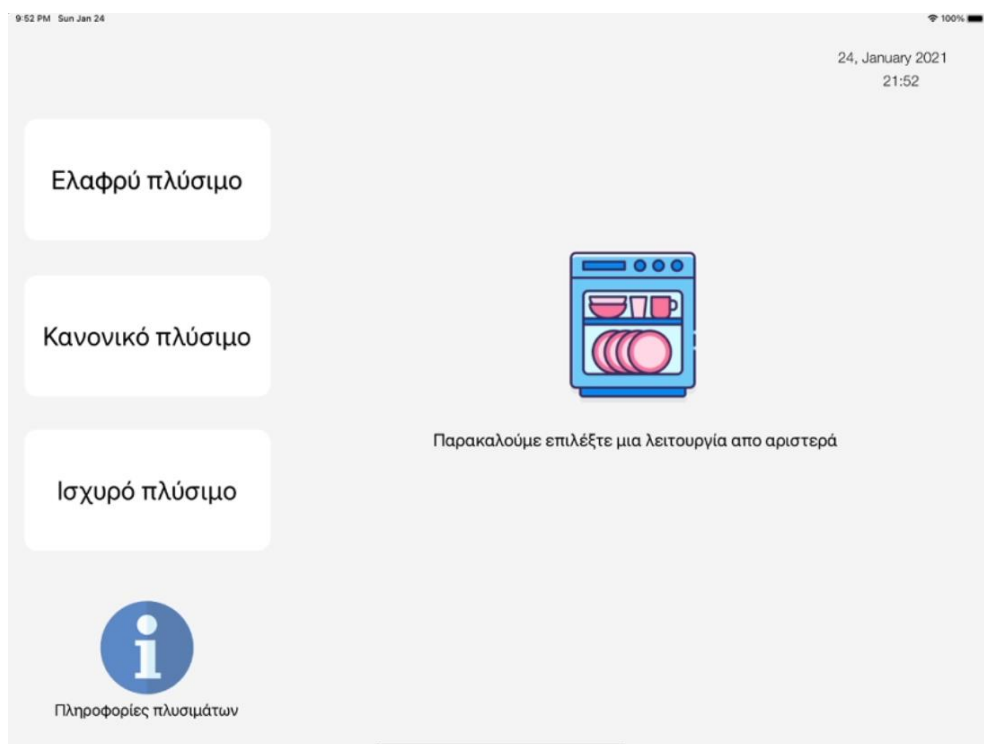 9:52 PM Sun Jan 24
100%
24, January 2021
21:52
Ελαφρύ πλύσιμο
Κανονικό πλύσιμο
Ισχυρό πλύσιμο
Παρακαλούμε επιλέξτε μια λειτουργία απο αριστερά
Πληροφορίες πλυσιμάτων